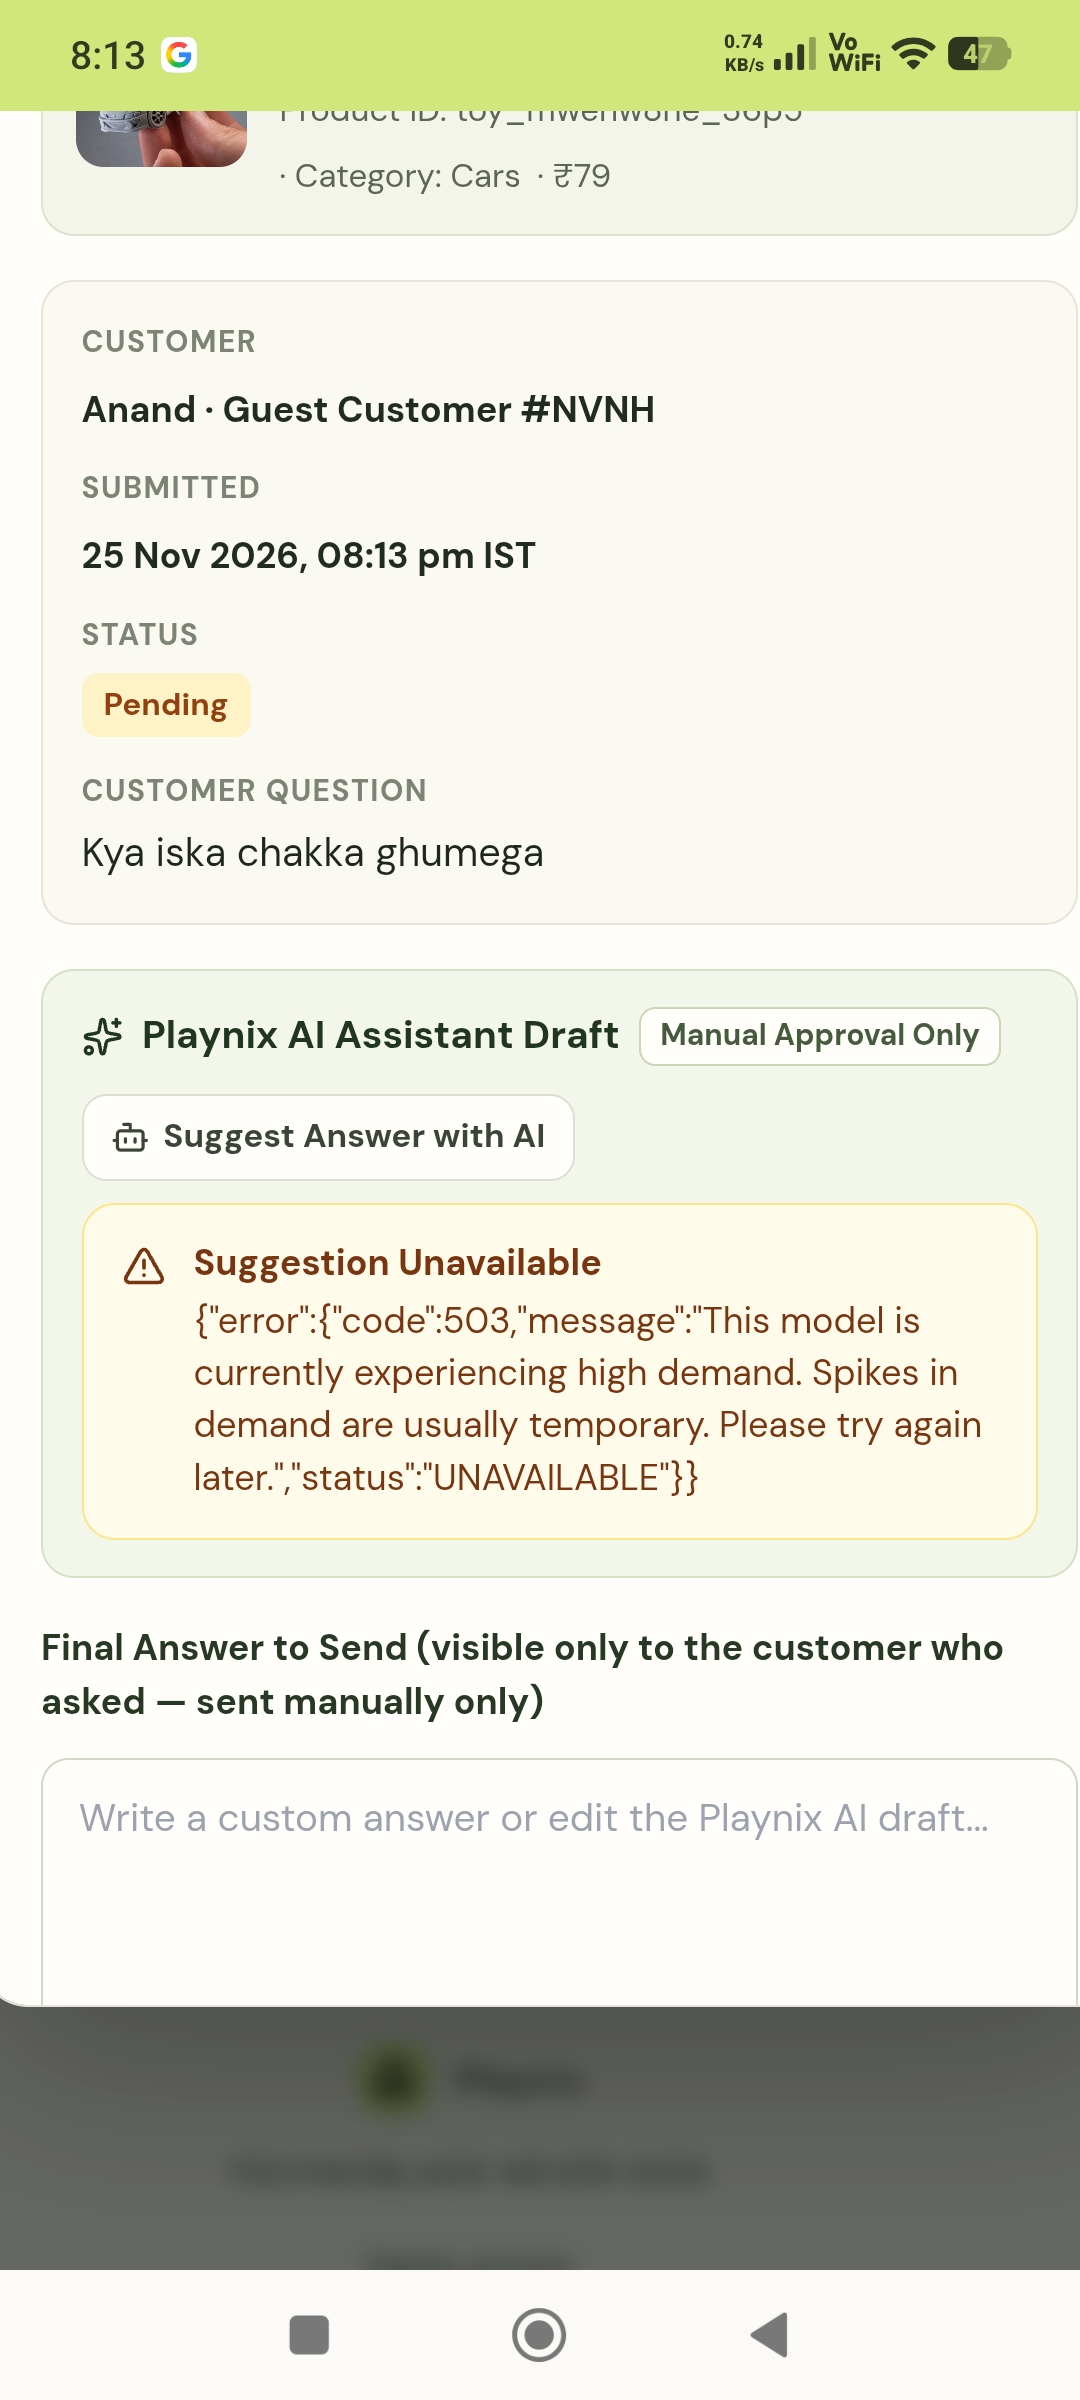 8:13
0.74
KB/s
Vo
WiFi
47
Product ID:
· Category: Cars · ₹79
CUSTOMER
Anand · Guest Customer #NVNH
SUBMITTED
25 Nov 2026, 08:13 pm IST
STATUS
Pending
CUSTOMER QUESTION
Kya iska chakka ghumega
Playnix AI Assistant Draft
Manual Approval Only
Suggest Answer with AI
Suggestion Unavailable
{"error":{"code":503,"message":"This model is
currently experiencing high demand. Spikes in
demand are usually temporary. Please try again
later.","status":"UNAVAILABLE"}}
Final Answer to Send (visible only to the customer who
asked — sent manually only)
Write a custom answer or edit the Playnix AI draft...